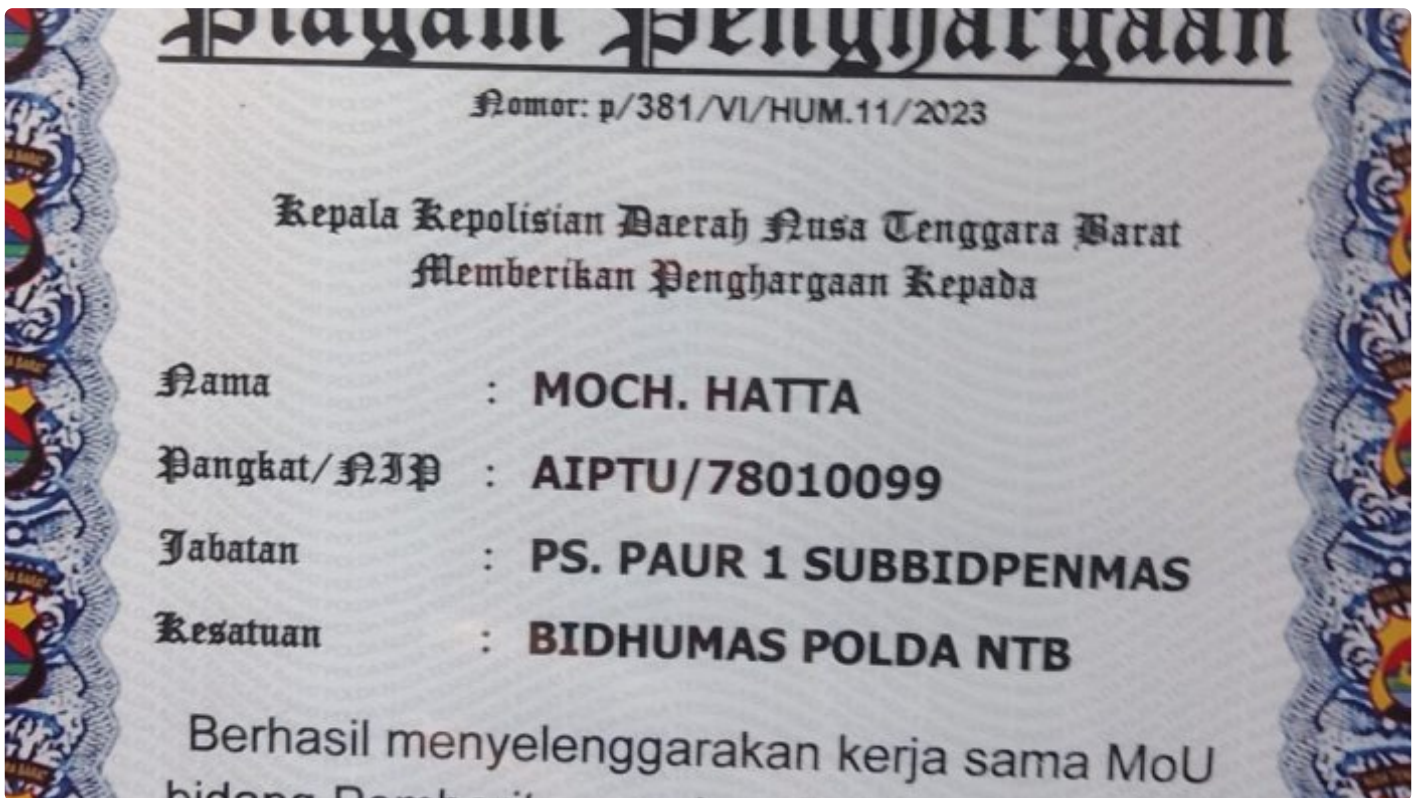 Piagam Penghargaan
Nomor: p/381/VI/HUM.11/2023
Kepala Kepolisian Daerah Nusa Tenggara Barat
Memberikan Penghargaan Kepada
Nama : MOCH. HATTA
Pangkat/NIP : AIPTU/78010099
Jabatan : PS. PAUR 1 SUBBIDPENMAS
Kesatuan : BIDHUMAS POLDA NTB
Berhasil menyelenggarakan kerja sama MoU
bidang